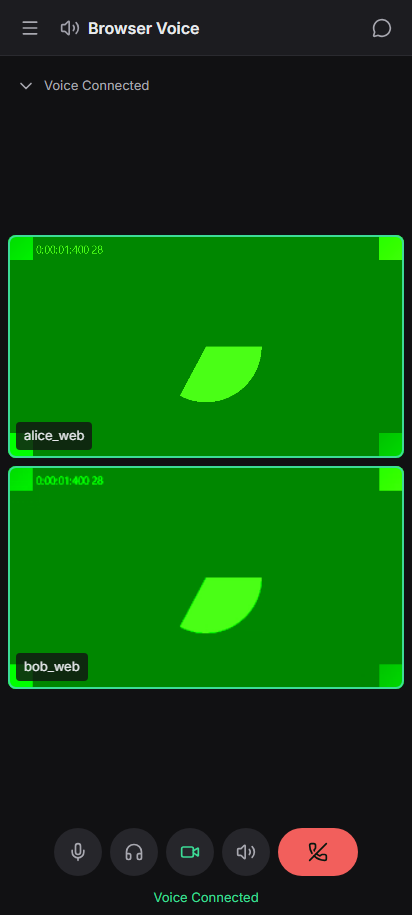 Browser Voice
Voice Connected
0:00:01:400 28
alice_web
0:00:01:400 28
bob_web
Voice Connected